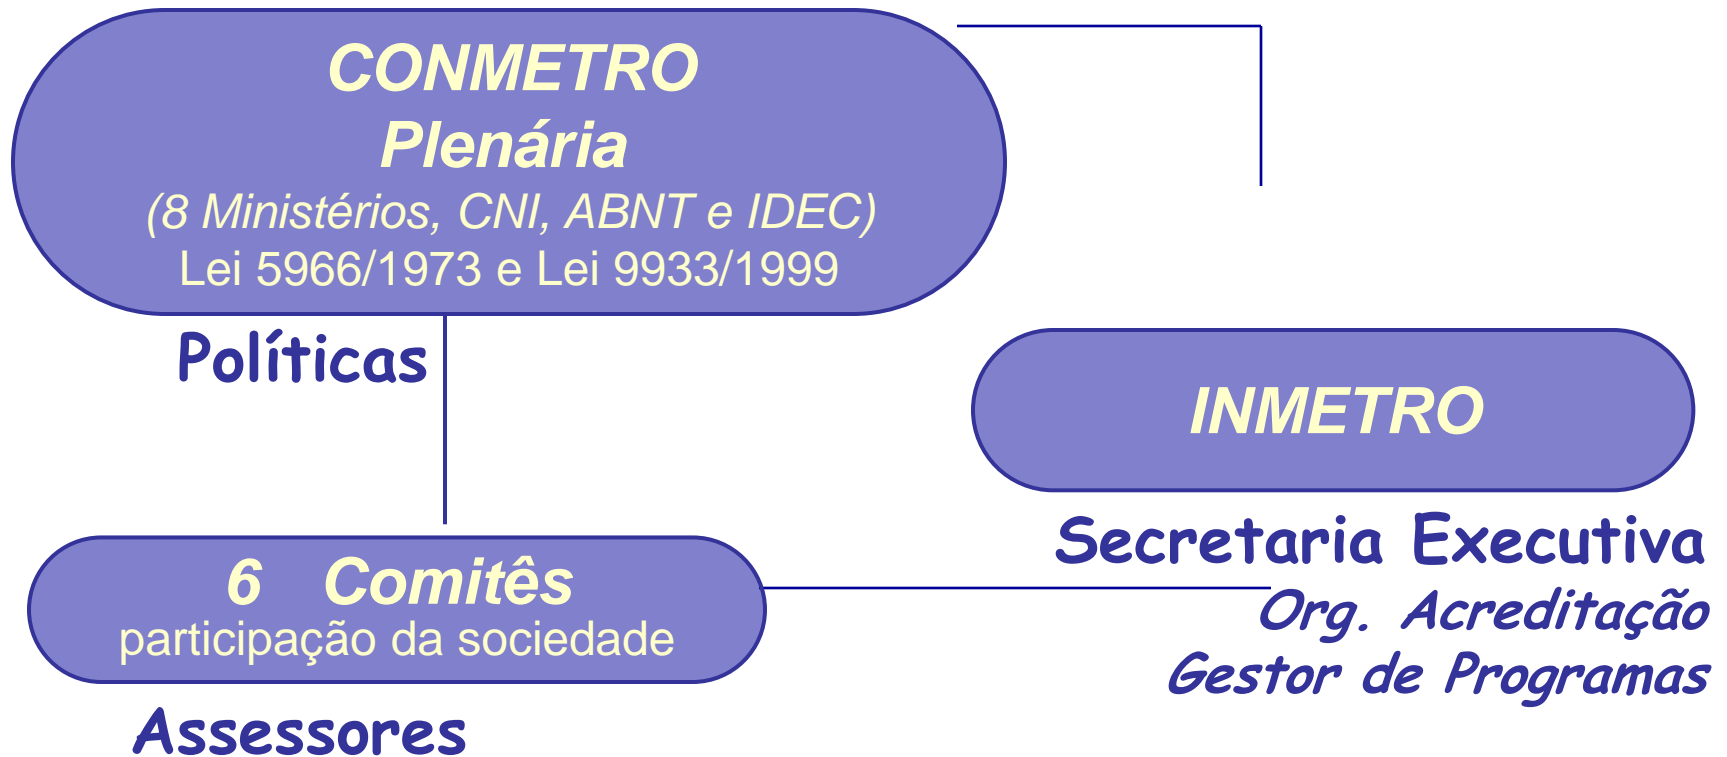 CONMETRO
Plenária
(8 Ministérios, CNI, ABNT e IDEC)
Lei 5966/1973 e Lei 9933/1999
Políticas
INMETRO
Secretaria Executiva
Org. Acreditação
Gestor de Programas
6 Comitês
participação da sociedade
Assessores